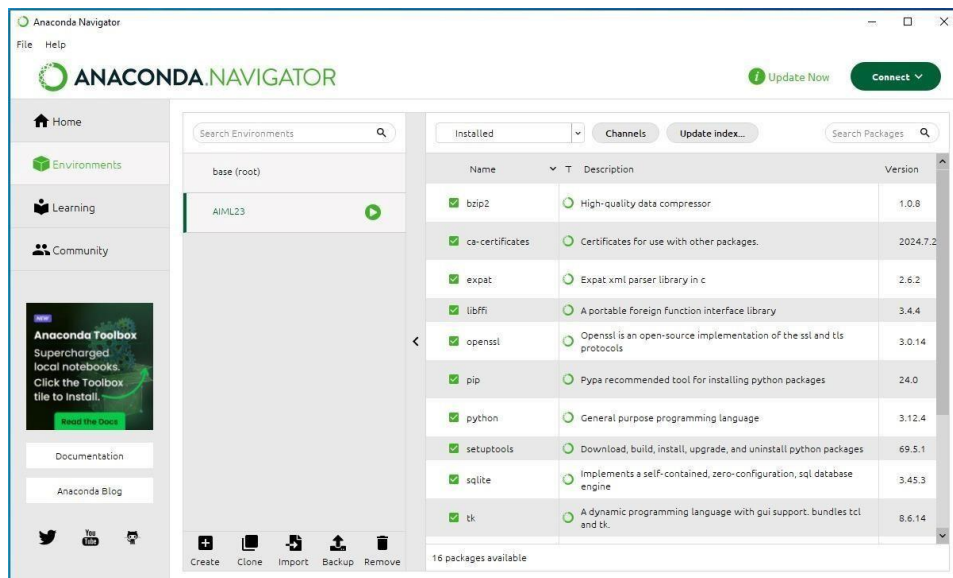 Anaconda Navigator
File Help
ANACONDA.NAVIGATOR
Update Now
Connect
Home
Environments
Learning
Community
NEW
Anaconda Toolbox
Supercharged
local notebooks.
Click the Toolbox
tile to Install.
Read the Docs
Documentation
Anaconda Blog
You
Tube
Search Environments
base (root)
AIML23
Create Clone Import Backup Remove
Installed Channels Update index... Search Packages
Name T Description Version
bzip2 High-quality data compressor 1.0.8
ca-certificates Certificates for use with other packages. 2024.7.2
expat Expat xml parser library in c 2.6.2
libffi A portable foreign function interface library 3.4.4
openssl Openssl is an open-source implementation of the ssl and tls
protocols 3.0.14
pip Pypa recommended tool for installing python packages 24.0
python General purpose programming language 3.12.4
setuptools Download, build, install, upgrade, and uninstall python packages 69.5.1
sqlite Implements a self-contained, zero-configuration, sql database
engine 3.45.3
tk A dynamic programming language with gui support. bundles tcl
and tk. 8.6.14
16 packages available